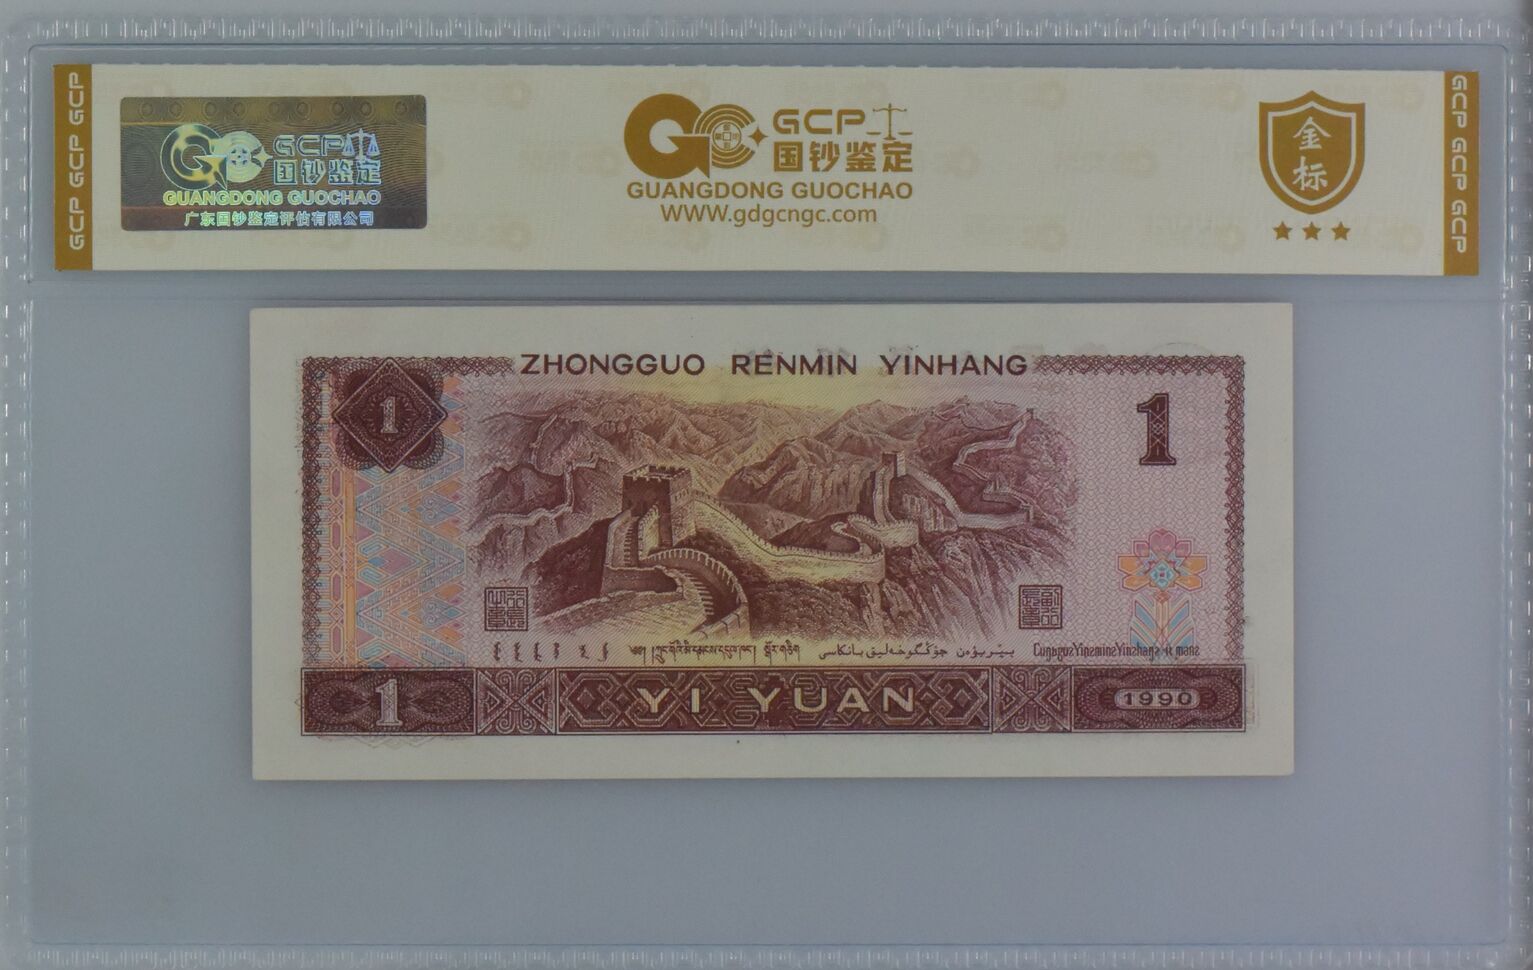 GCP GCP GCP
GCP
国钞鉴定
GUANGDONG GUOCHAO
广东国钞鉴定评估有限公司
GCP
国钞鉴定
GUANGDONG GUOCHAO
WWW.gdgcngc.com
金标
GCP GCP GCP
ZHONGGUO RENMIN YINHANG
1
1
1 YI YUAN 1990